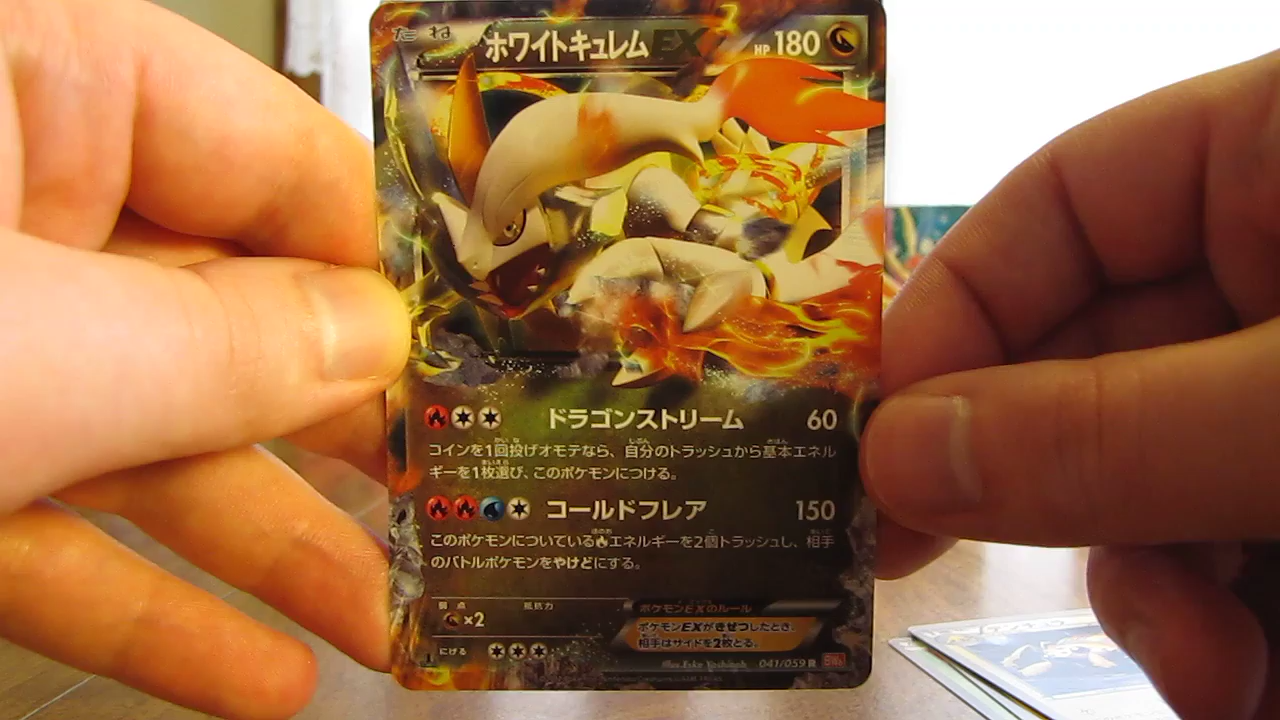 たね ホワイトキュレムEX HP180
ドラゴンストリーム 60
コインを1回投げオモテなら、自分のトラッシュから基本エネル
ギーを1枚選び、このポケモンにつける。
コールドフレア 150
このポケモンについている エネルギーを2個トラッシュし、相手
のバトルポケモンをやけどにする。
弱点 抵抗力
×2
にげる
ポケモンEXのルール
ポケモンEXがきぜつしたとき、
相手はサイドを2枚とる。
Illus. Eske Yoshinob 041/059 R